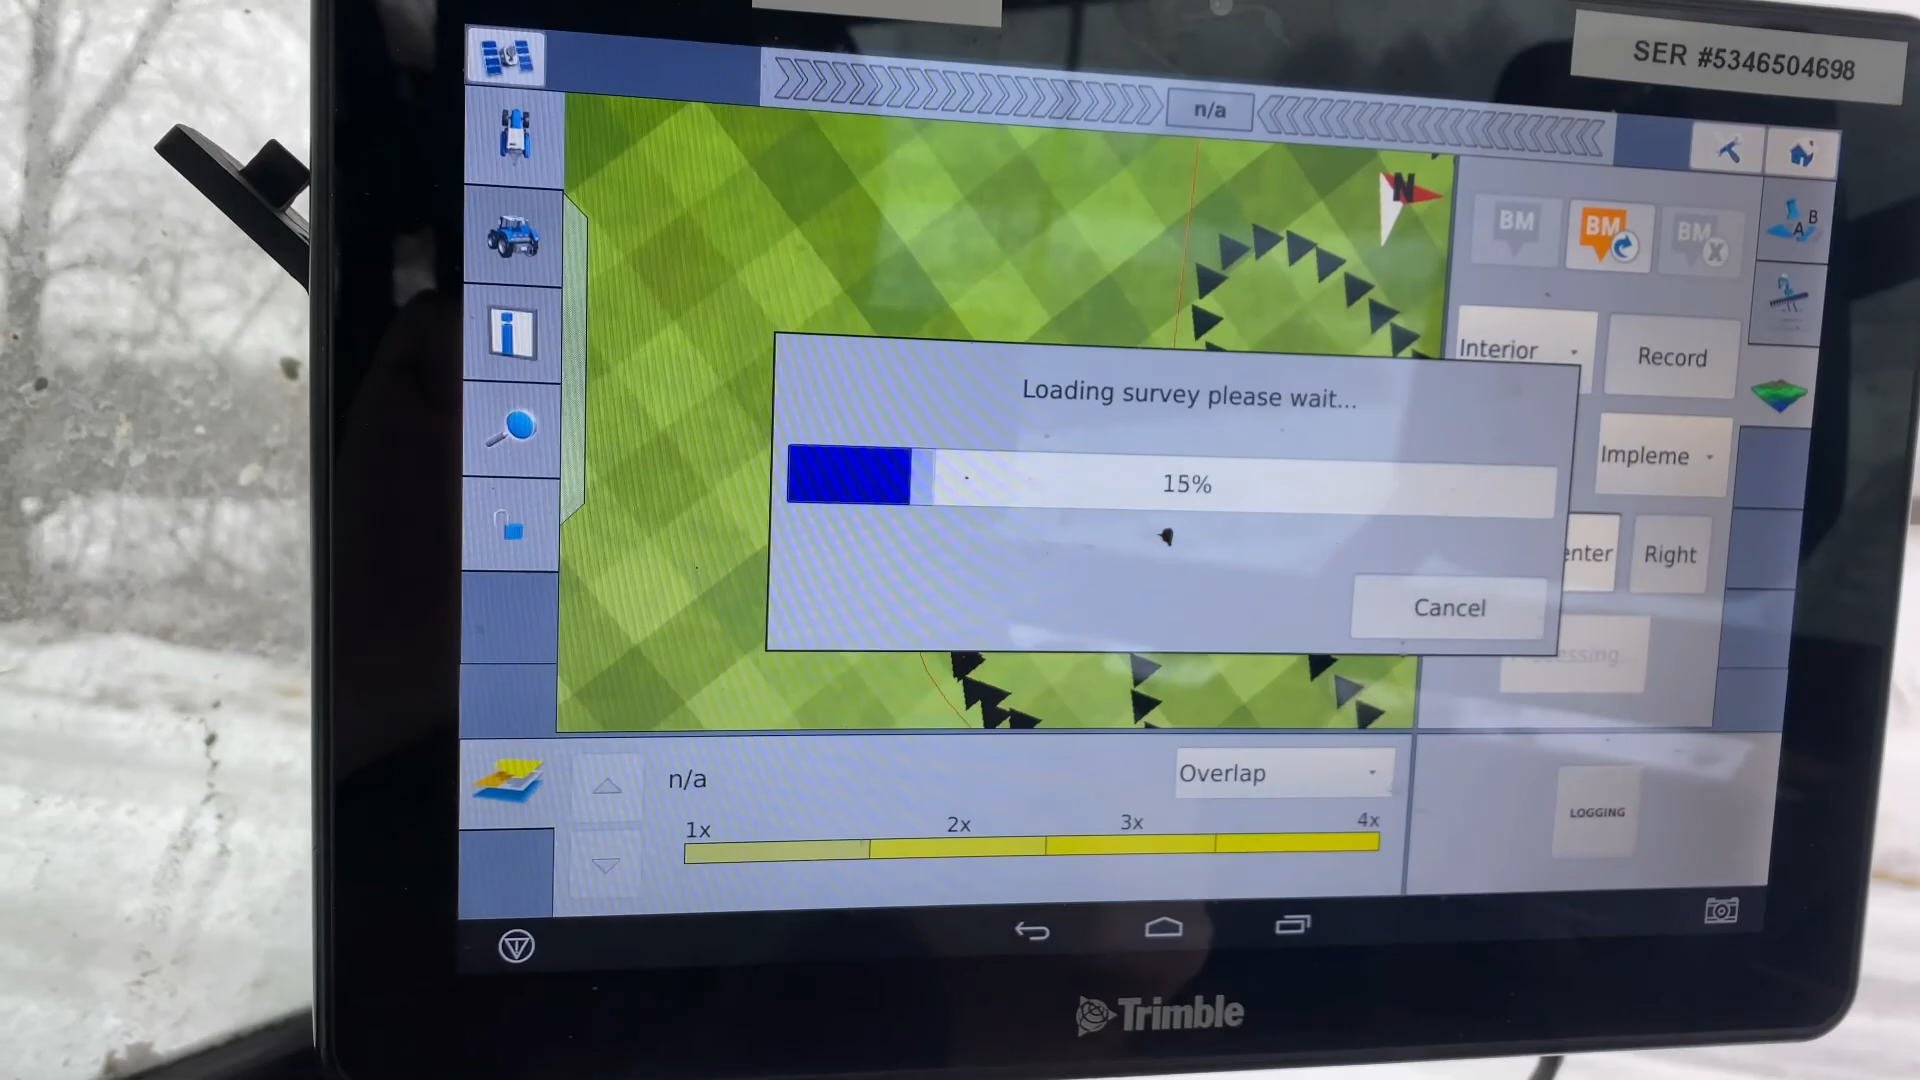 SER #5346504698
n/a
N
B
A
BM
BM
BM
X
Interior
Record
Loading survey please wait...
15%
Impleme
enter
Right
Cancel
n/a
Overlap
1x
2x
3x
4x
LOGGING
Trimble